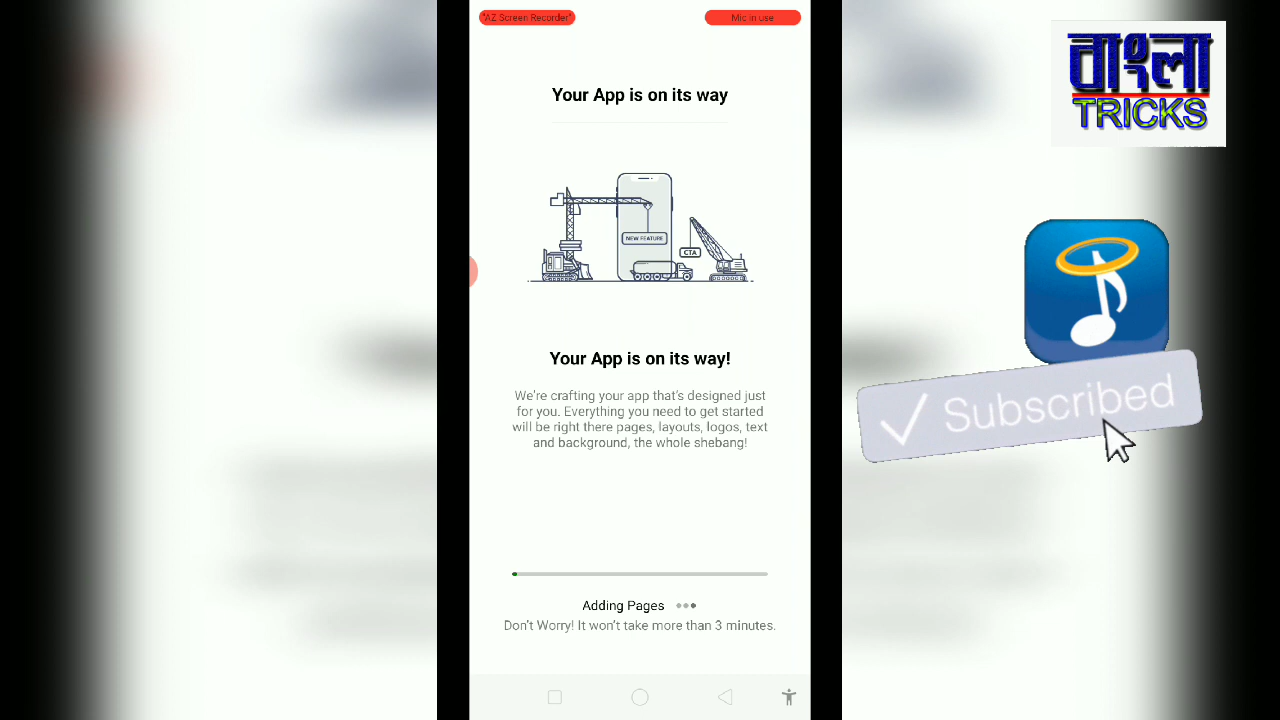 "AZ Screen Recorder"
Mic in use
বাংলা
TRICKS
Your App is on its way
NEW FEATURE
CTA
Your App is on its way!
We're crafting your app that's designed just
for you. Everything you need to get started
will be right there pages, layouts, logos, text
and background, the whole shebang!
Subscribed
Adding Pages
Don't Worry! It won't take more than 3 minutes.